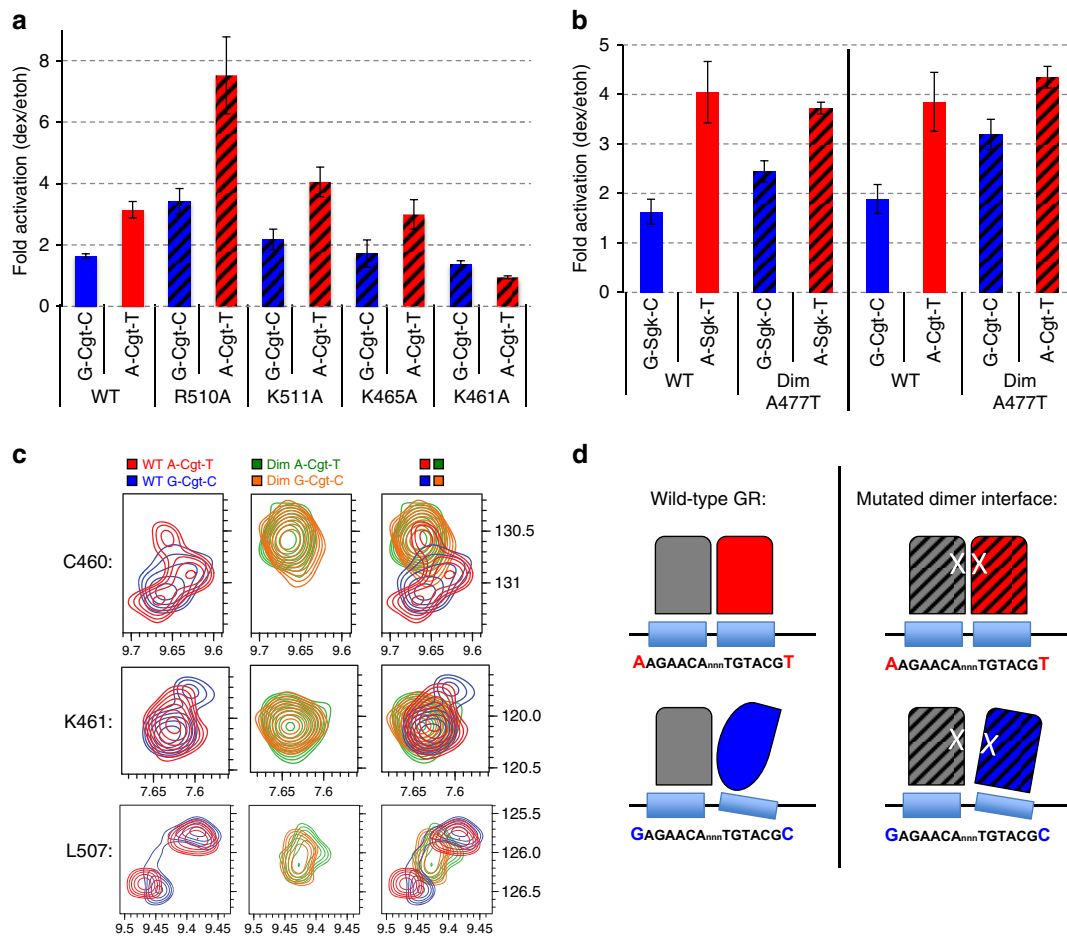 a
Fold activation (dex/etoh)
8
6
4
2
0
G-Cgt-C
A-Cgt-T
G-Cgt-C
A-Cgt-T
G-Cgt-C
A-Cgt-T
G-Cgt-C
A-Cgt-T
G-Cgt-C
A-Cgt-T
WT
R510A
K511A
K465A
K461A
b
Fold activation (dex/etoh)
5
4
3
2
1
0
G-Sgk-C
A-Sgk-T
G-Sgk-C
A-Sgk-T
G-Cgt-C
A-Cgt-T
G-Cgt-C
A-Cgt-T
WT
Dim
A477T
WT
Dim
A477T
c
WT A-Cgt-T
WT G-Cgt-C
Dim A-Cgt-T
Dim G-Cgt-C
C460:
130.5
131
9.7 9.65 9.6
9.7 9.65 9.6
9.7 9.65 9.6
K461:
120.0
120.5
7.65 7.6
7.65 7.6
7.65 7.6
L507:
125.5
126.0
126.5
9.5 9.45 9.4 9.45
9.5 9.45 9.43 9.45
9.5 9.45 9.43 9.45
d
Wild-type GR:
AAGAACAnnnTGTACGT
GAGAACAnnnTGTACGC
Mutated dimer interface:
X X
AAGAACAnnnTGTACGT
X X
GAGAACAnnnTGTACGC